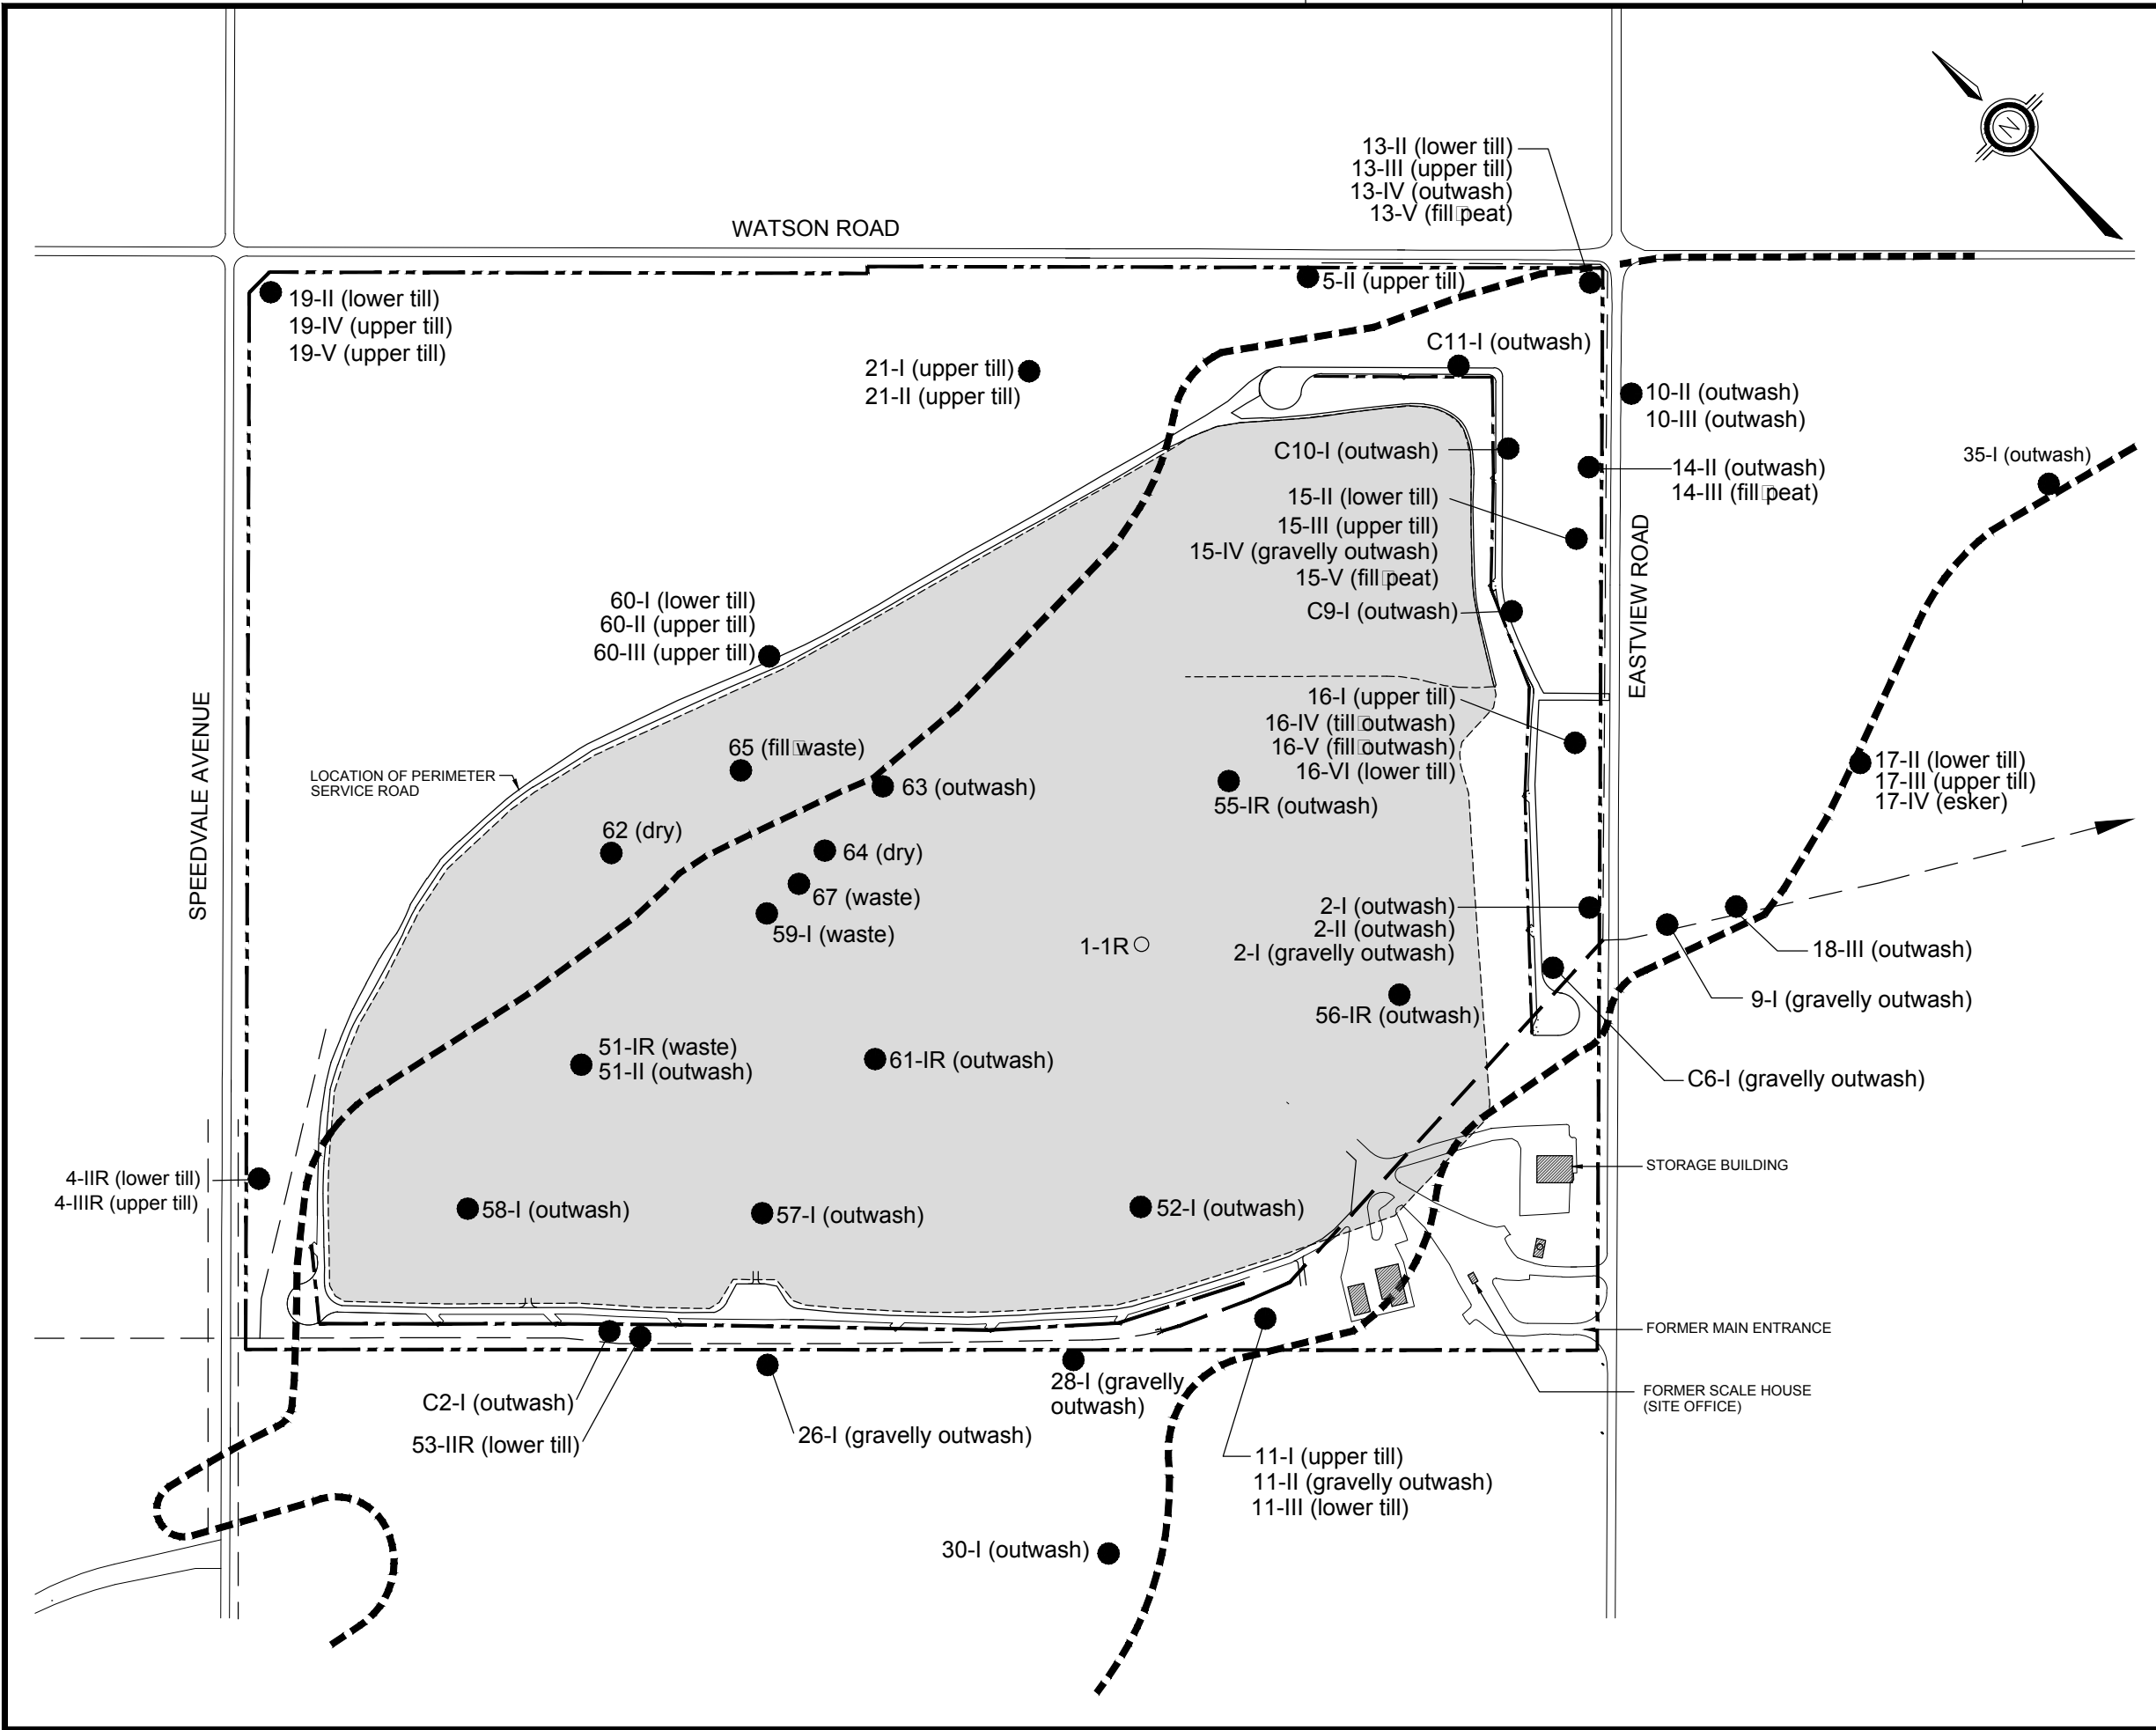 N
13-II (lower till)
13-III (upper till)
13-IV (outwash)
13-V (fill□peat)
WATSON ROAD
5-II (upper till)
19-II (lower till)
19-IV (upper till)
19-V (upper till)
C11-I (outwash)
21-I (upper till)
21-II (upper till)
10-II (outwash)
10-III (outwash)
C10-I (outwash)
35-I (outwash)
14-II (outwash)
14-III (fill□peat)
15-II (lower till)
15-III (upper till)
15-IV (gravelly outwash)
15-V (fill□peat)
EASTVIEW ROAD
60-I (lower till)
60-II (upper till)
60-III (upper till)
C9-I (outwash)
SPEEDVALE AVENUE
16-I (upper till)
16-IV (till□outwash)
16-V (fill□outwash)
16-VI (lower till)
65 (fill□waste)
LOCATION OF PERIMETER
SERVICE ROAD
63 (outwash)
55-IR (outwash)
17-II (lower till)
17-III (upper till)
17-IV (esker)
62 (dry)
64 (dry)
67 (waste)
59-I (waste)
1-1R
2-I (outwash)
2-II (outwash)
2-I (gravelly outwash)
18-III (outwash)
9-I (gravelly outwash)
56-IR (outwash)
51-IR (waste)
51-II (outwash)
61-IR (outwash)
C6-I (gravelly outwash)
STORAGE BUILDING
4-IIR (lower till)
4-IIIR (upper till)
58-I (outwash)
57-I (outwash)
52-I (outwash)
FORMER MAIN ENTRANCE
28-I (gravelly
outwash)
FORMER SCALE HOUSE
(SITE OFFICE)
C2-I (outwash)
53-IIR (lower till)
26-I (gravelly outwash)
11-I (upper till)
11-II (gravelly outwash)
11-III (lower till)
30-I (outwash)